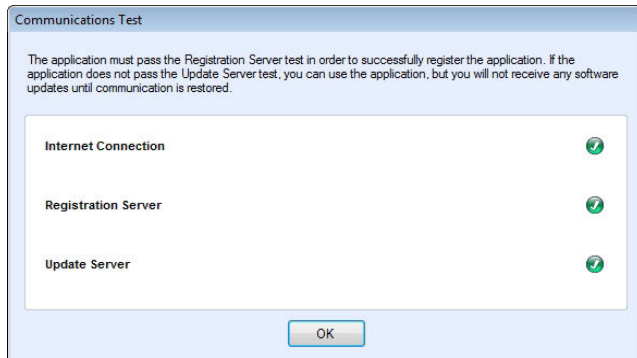 Communications Test
The application must pass the Registration Server test in order to successfully register the application. If the
application does not pass the Update Server test, you can use the application, but you will not receive any software
updates until communication is restored.
Internet Connection
Registration Server
Update Server
OK